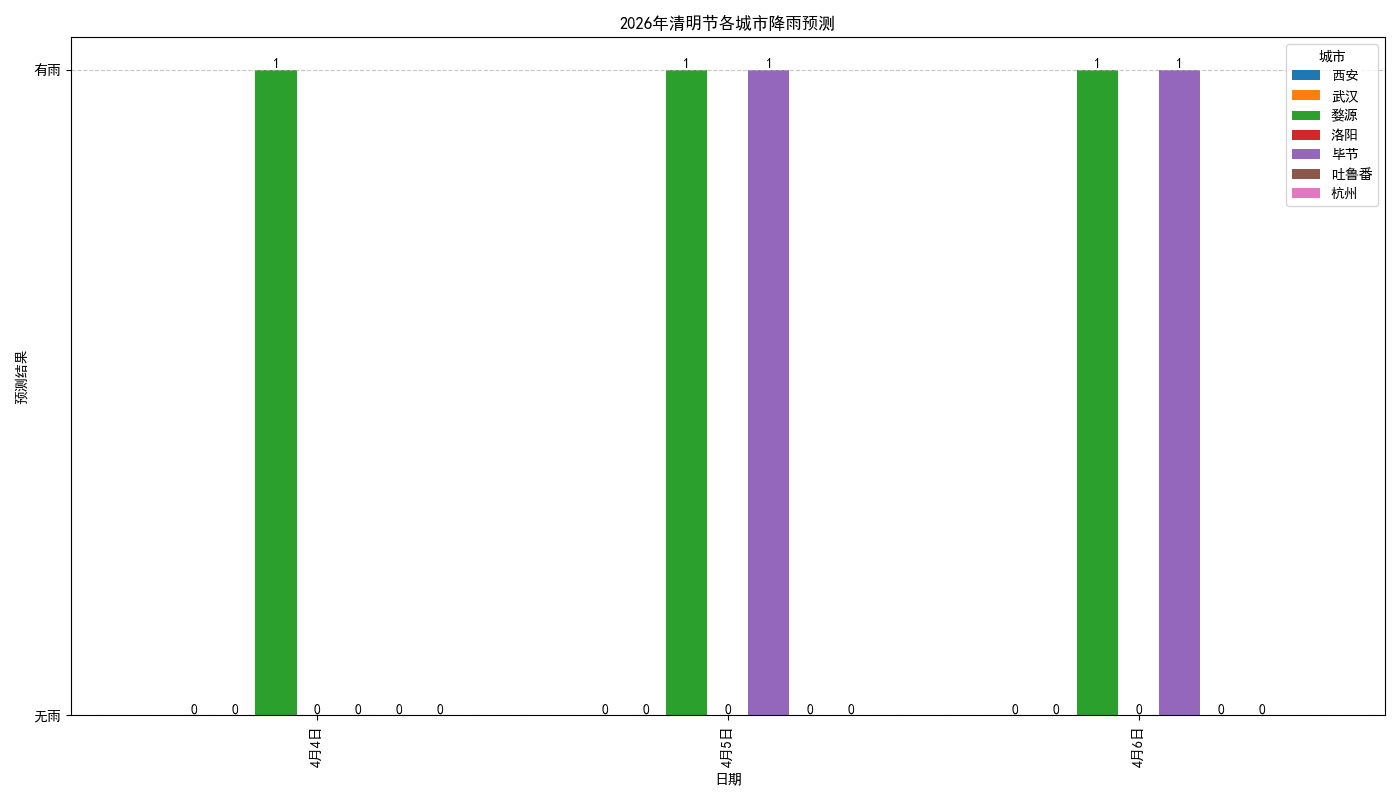 2026年清明节各城市降雨预测
城市
西安
武汉
婺源
洛阳
毕节
吐鲁番
杭州
预测结果
有雨
无雨
0 0 1 0 0 0 0
0 0 1 0 1 0 0
0 0 1 0 1 0 0
4月4日
4月5日
4月6日
日期